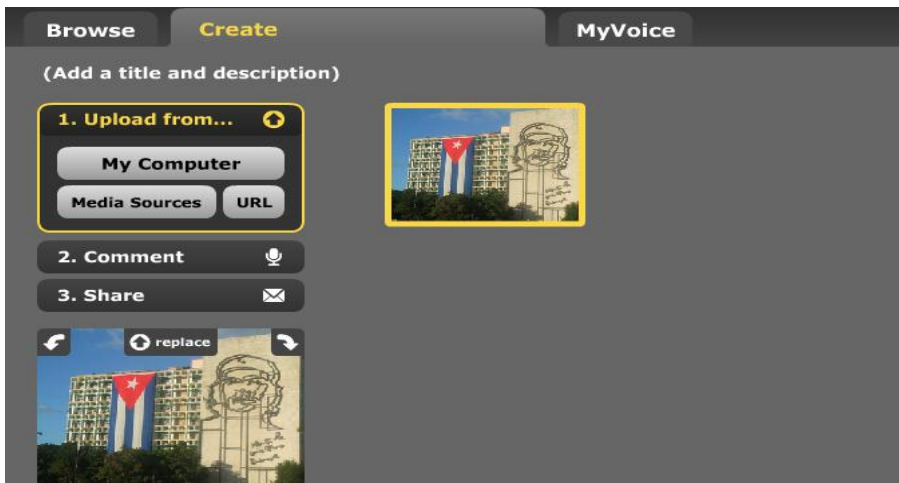 Browse
Create
MyVoice
(Add a title and description)
1. Upload from...
My Computer
Media Sources
URL
2. Comment
3. Share
replace